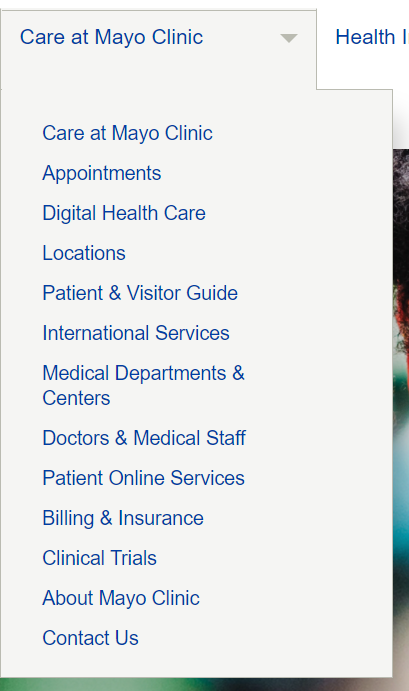 Care at Mayo Clinic
Health
Care at Mayo Clinic
Appointments
Digital Health Care
Locations
Patient & Visitor Guide
International Services
Medical Departments &
Centers
Doctors & Medical Staff
Patient Online Services
Billing & Insurance
Clinical Trials
About Mayo Clinic
Contact Us